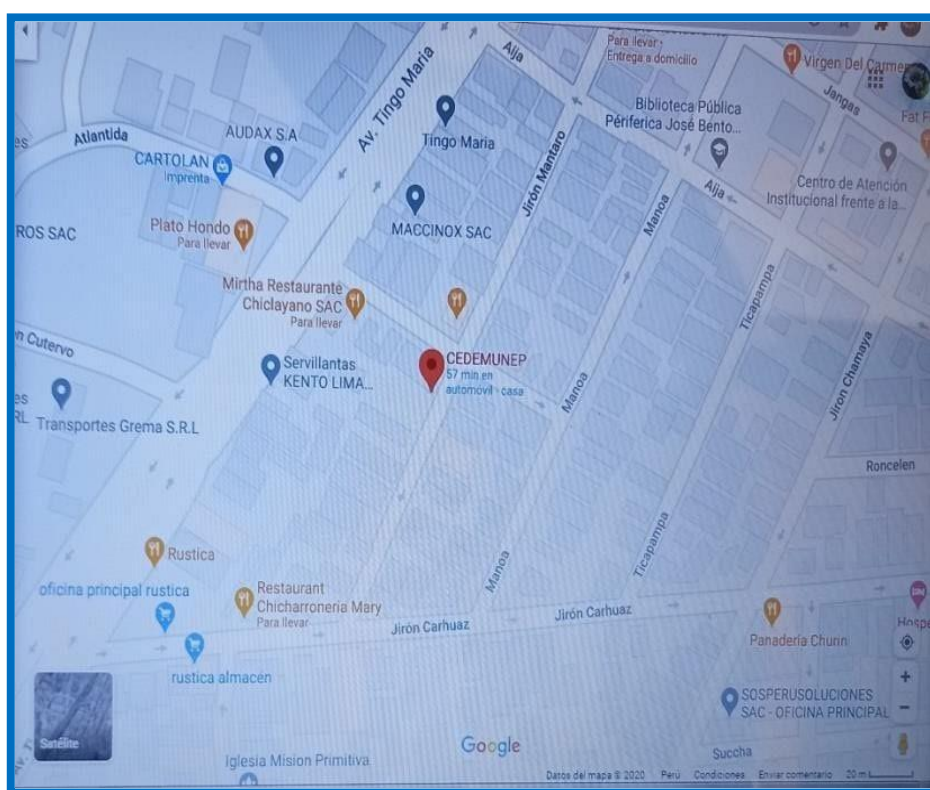 Para llevar ·
Entrega a domicilio
Virgen Del Carmen
Jangas
Aija
Av. Tingo Maria
Biblioteca Pública
Périferica José Bento...
Fat F
Atlantida
AUDAX S.A
CARTOLAN
Imprenta
Tingo Maria
Jirón Mantaro
Centro de Atención
Institucional frente a la...
Aija
Manoa
ROS SAC
Plato Hondo
Para llevar
MACCINOX SAC
Mirtha Restaurante
Chiclayano SAC
Para llevar
Ticapampa
n Cutervo
Servillantas
KENTO LIMA...
CEDEMUNEP
57 min en
automóvil - casa
Manoa
Jiron Chamaya
es
RL
Transportes Grema S.R.L
Roncelen
Rustica
Manoa
Ticapampa
oficina principal rustica
Restaurant
Chicharroneria Mary
Para llevar
Jirón Carhuaz
Jirón Carhuaz
Panadería Churin
Hospe
rustica almacén
SOSPERUSOLUCIONES
SAC - OFICINA PRINCIPAL
Satélite
Google
Succha
Iglesia Mision Primitiva
Datos del mapa © 2020 Perú Condiciones Enviar comentario 20 m